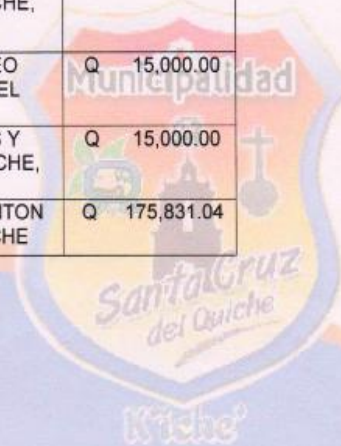 CHE,
EO Q 15,000.00
EL
S Y Q 15,000.00
CHE,
NTON Q 175,831.04
CHE
Municipalidad
Santa Cruz
del Quiche
K'iche'